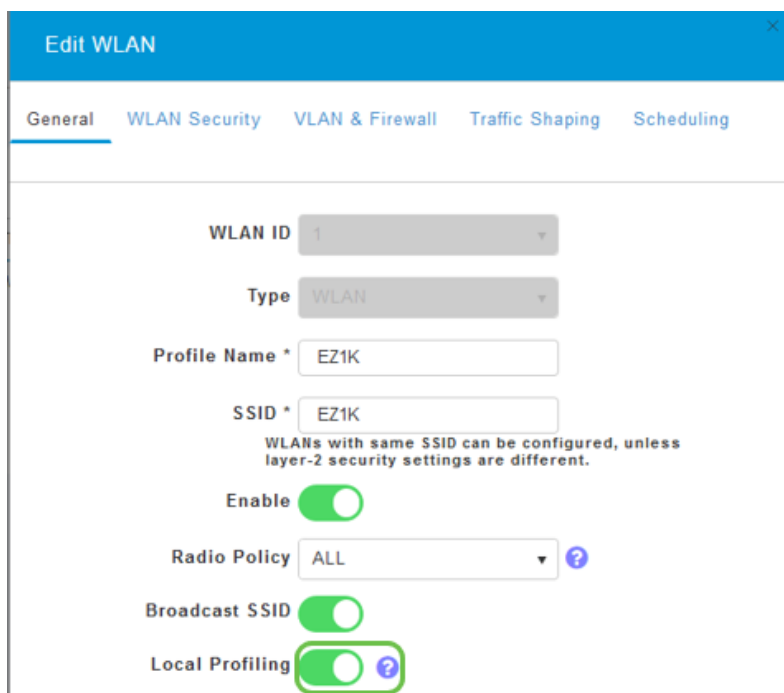 Edit WLAN
General WLAN Security VLAN & Firewall Traffic Shaping Scheduling
WLAN ID 1
Type WLAN
Profile Name * EZ1K
SSID * EZ1K
WLANs with same SSID can be configured, unless
layer-2 security settings are different.
Enable
Radio Policy ALL ?
Broadcast SSID
Local Profiling ?